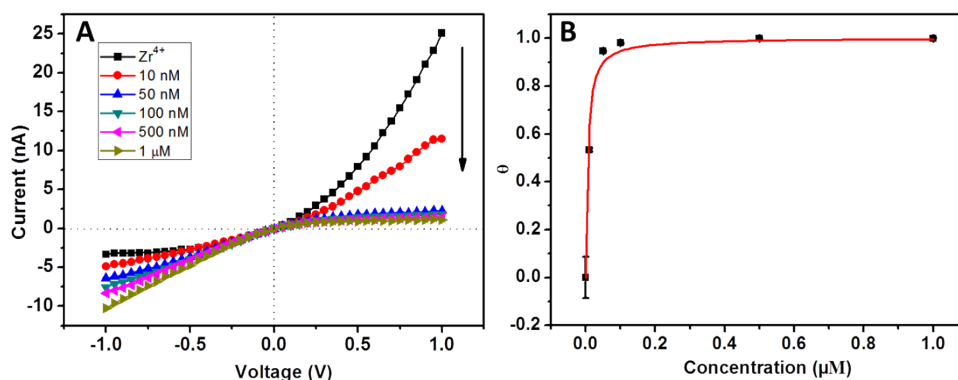 A
Zr4+
10 nM
50 nM
100 nM
500 nM
1 μM
25
20
15
10
5
0
-5
-10
Current (nA)
-1.0 -0.5 0.0 0.5 1.0
Voltage (V)
B
1.0
0.8
0.6
0.4
0.2
0.0
-0.2
θ
0.0 0.2 0.4 0.6 0.8 1.0
Concentration (μM)